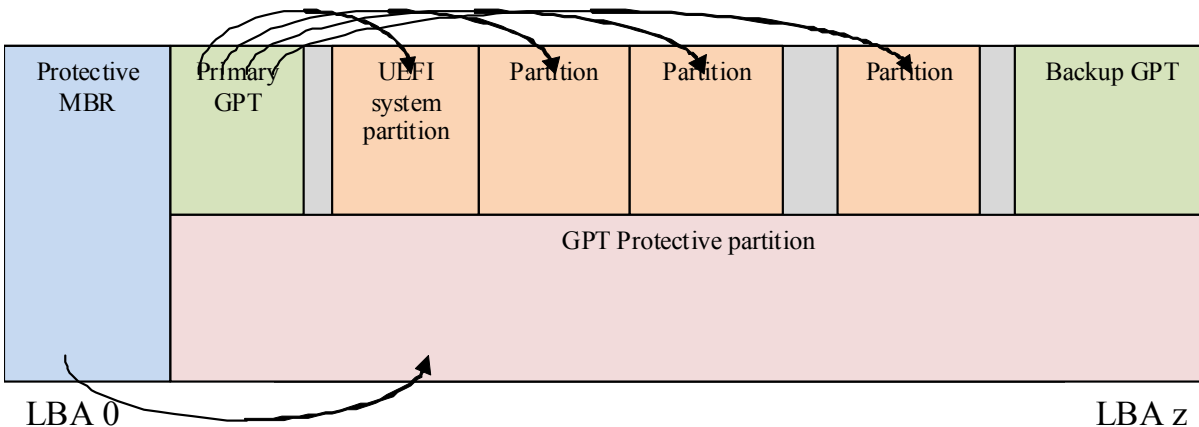 Protective
MBR
Primary
GPT
UEFI
system
partition
Partition
Partition
Partition
Backup GPT
GPT Protective partition
LBA 0
LBA z